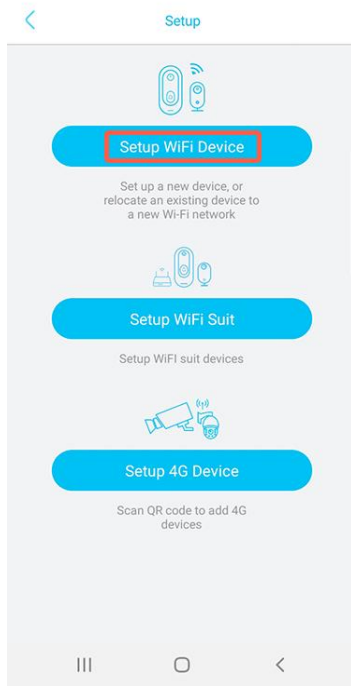 Setup
Setup WiFi Device
Set up a new device, or
relocate an existing device to
a new Wi-Fi network
Setup WiFi Suit
Setup WiFI suit devices
Setup 4G Device
Scan QR code to add 4G
devices